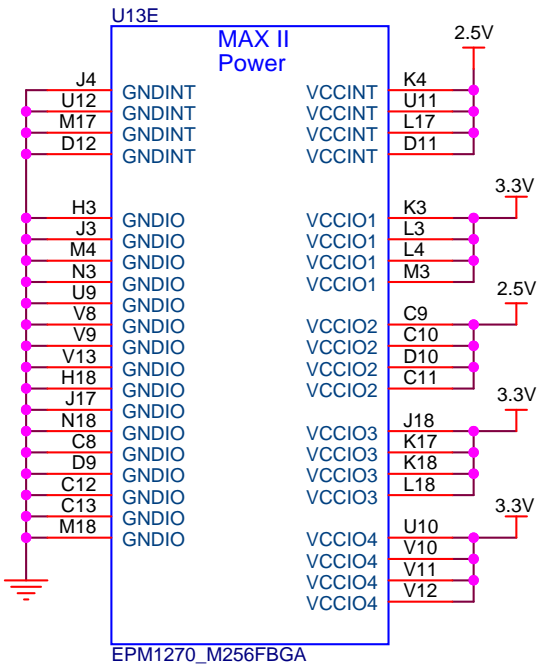 U13E
MAX II
Power
2.5V
J4 GNDINT VCCINT K4
U12 GNDINT VCCINT U11
M17 GNDINT VCCINT L17
D12 GNDINT VCCINT D11
3.3V
H3 GNDIO VCCIO1 K3
J3 GNDIO VCCIO1 L3
M4 GNDIO VCCIO1 L4
N3 GNDIO VCCIO1 M3
U9 GNDIO
2.5V
V8 GNDIO VCCIO2 C9
V9 GNDIO VCCIO2 C10
V13 GNDIO VCCIO2 D10
H18 GNDIO VCCIO2 C11
J17 GNDIO
3.3V
N18 GNDIO VCCIO3 J18
C8 GNDIO VCCIO3 K17
D9 GNDIO VCCIO3 K18
C12 GNDIO VCCIO3 L18
C13 GNDIO
3.3V
M18 GNDIO VCCIO4 U10
VCCIO4 V10
VCCIO4 V11
VCCIO4 V12
EPM1270_M256FBGA